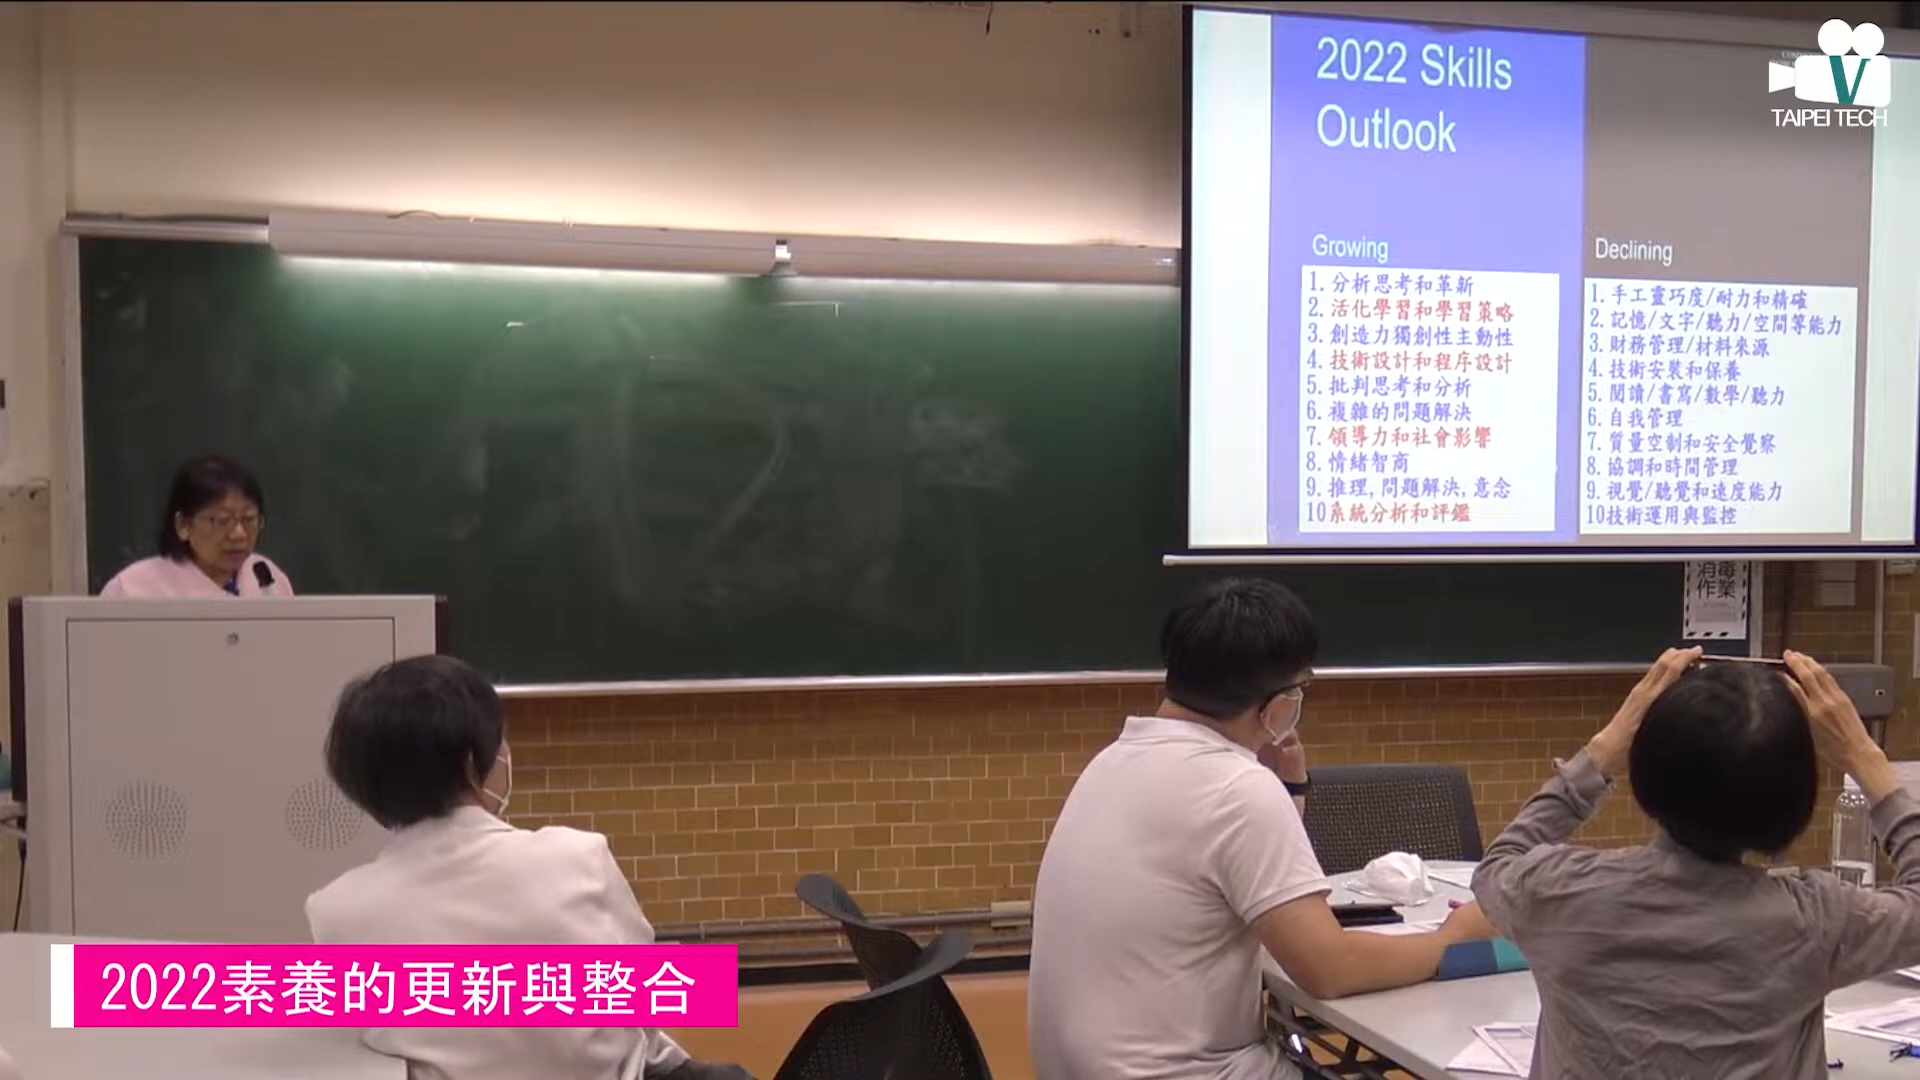 TAIPEI TECH
2022 Skills
Outlook
Growing
1. 分析思考和革新
2. 活化學習和學習策略
3. 創造力獨創性主動性
4. 技術設計和程序設計
5. 批判思考和分析
6. 複雜的問題解決
7. 領導力和社會影響
8. 情緒智商
9. 推理, 問題解決, 意念
10系統分析和評鑑
Declining
1. 手工靈巧度/耐力和精確
2. 記憶/文字/聽力/空間等能力
3. 財務管理/材料來源
4. 技術安裝和保養
5. 閱讀/書寫/數學/聽力
6. 自我管理
7. 質量空制和安全覺察
8. 協調和時間管理
9. 視覺/聽覺和速度能力
10技術運用與監控
消毒
作業
2022素養的更新與整合